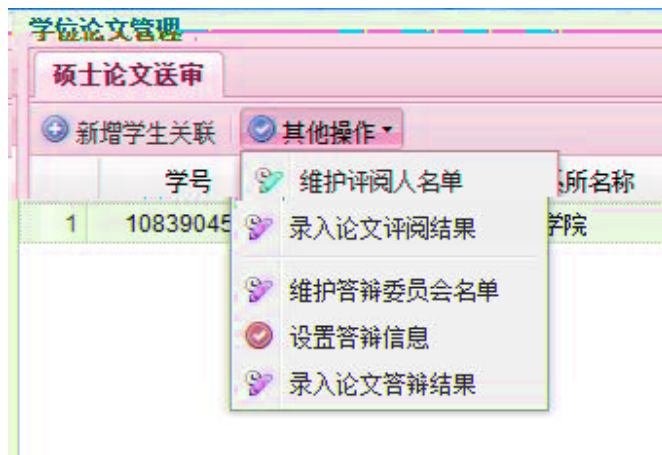 学位论文管理
硕士论文送审
新增学生关联 其他操作
学号 所名称
1 10839045 学院
维护评阅人名单
录入论文评阅结果
维护答辩委员会名单
设置答辩信息
录入论文答辩结果